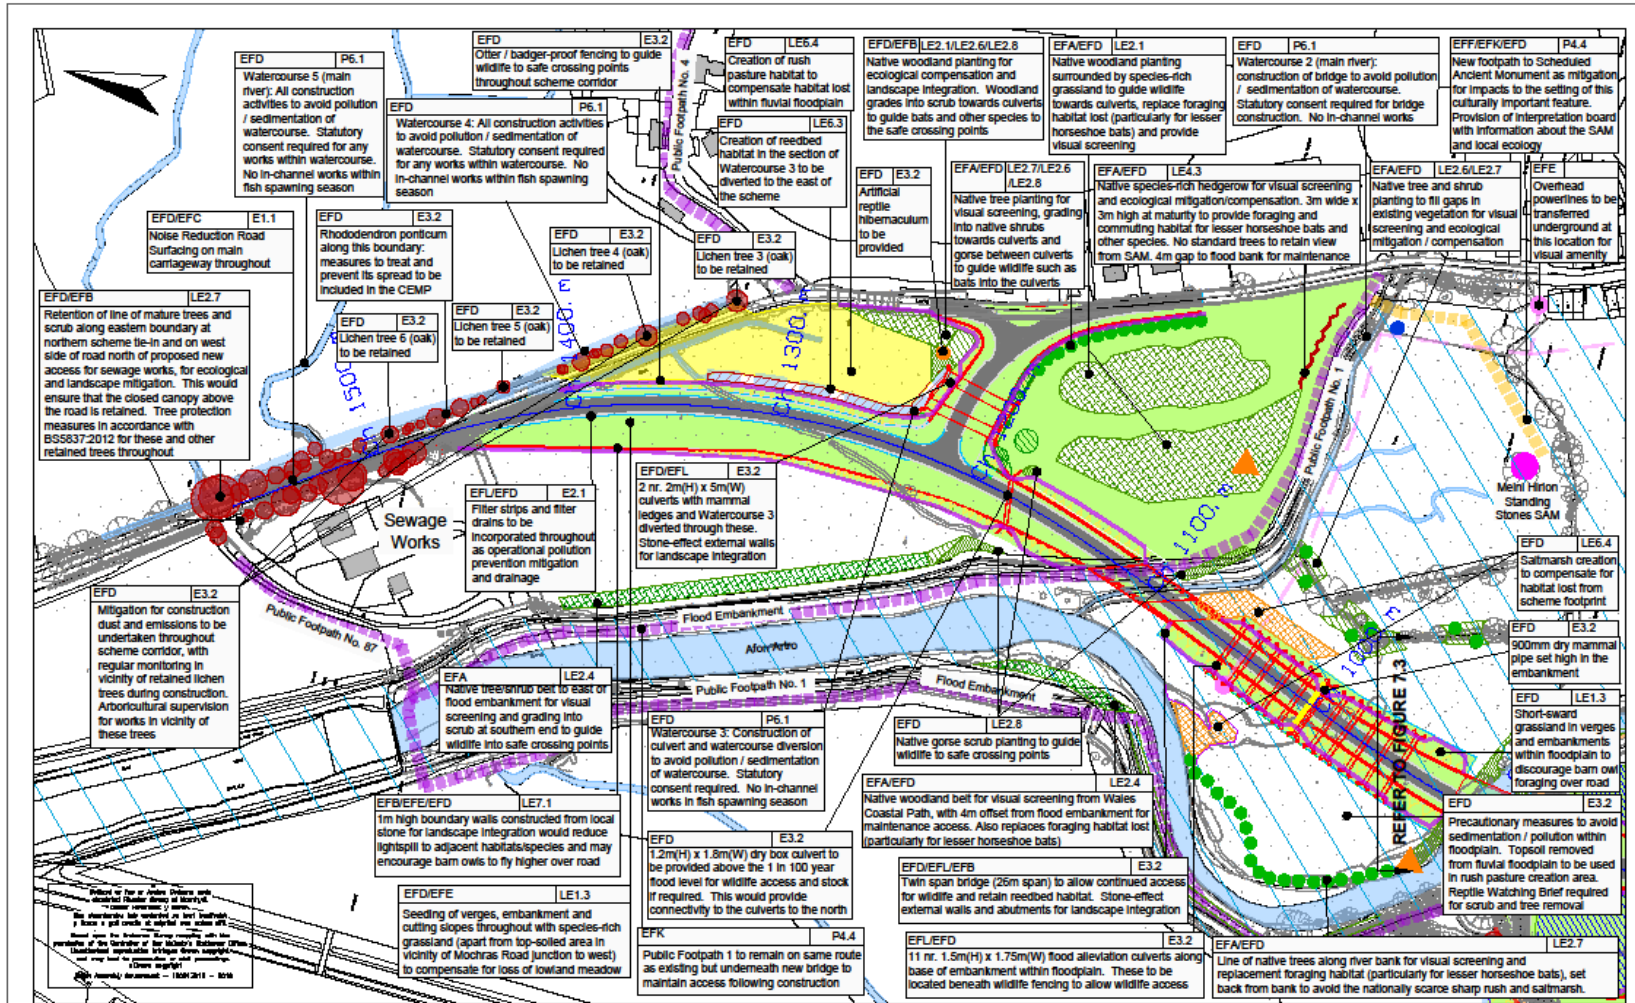 EFD P6.1
Watercourse 5 (main
river): All construction
activities to avoid pollution
/ sedimentation of
watercourse. Statutory
consent required for any
works within watercourse.
No in-channel works within
fish spawning season
EFD E3.2
Otter / badger-proof fencing to guide
wildlife to safe crossing points
throughout scheme corridor
EFD P6.1
Watercourse 4: All construction activities
to avoid pollution / sedimentation of
watercourse. Statutory consent required
for any works within watercourse. No
in-channel works within fish spawning
season
Public Footpath No. 4
EFD LE6.4
Creation of rush
pasture habitat to
compensate habitat lost
within fluvial floodplain
EFD LE6.3
Creation of reedbed
habitat in the section of
Watercourse 3 to be
diverted to the east of
the scheme
EFD/EFB LE2.1/LE2.6/LE2.8
Native woodland planting for
ecological compensation and
landscape integration. Woodland
grades into scrub towards culverts
to guide bats and other species to
the safe crossing points
EFA/EFD LE2.1
Native woodland planting
surrounded by species-rich
grassland to guide wildlife
towards culverts, replace foraging
habitat lost (particularly for lesser
horseshoe bats) and provide
visual screening
EFD P6.1
Watercourse 2 (main river):
construction of bridge to avoid pollution
/ sedimentation of watercourse.
Statutory consent required for bridge
construction. No in-channel works
EFF/EFK/EFD P4.4
New footpath to Scheduled
Ancient Monument as mitigation
for impacts to the setting of this
culturally important feature.
Provision of interpretation board
with information about the SAM
and local ecology
EFD E3.2
Artificial
reptile
hibernaculum
to be
provided
EFA/EFD LE2.7/LE2.6
/LE2.8
Native tree planting for
visual screening, grading
into native shrubs
towards culverts and
gorse between culverts
to guide wildlife such as
bats into the culverts
EFA/EFD LE4.3
Native species-rich hedgerow for visual screening
and ecological mitigation/compensation. 3m wide x
3m high at maturity to provide foraging and
commuting habitat for lesser horseshoe bats and
other species. No standard trees to retain view
from SAM. 4m gap to flood bank for maintenance
EFA/EFD LE2.6/LE2.7
Native tree and shrub
planting to fill gaps in
existing vegetation for visual
screening and ecological
mitigation / compensation
EFE
Overhead
powerlines to be
transferred
underground at
this location for
visual amenity
EFD/EFC E1.1
Noise Reduction Road
Surfacing on main
carriageway throughout
EFD E3.2
Rhododendron ponticum
along this boundary:
measures to treat and
prevent its spread to be
included in the CEMP
EFD E3.2
Lichen tree 4 (oak)
to be retained
EFD E3.2
Lichen tree 3 (oak)
to be retained
EFD/EFB LE2.7
Retention of line of mature trees and
scrub along eastern boundary at
northern scheme tie-in and on west
side of road north of proposed new
access for sewage works, for ecological
and landscape mitigation. This would
ensure that the closed canopy above
the road is retained. Tree protection
measures in accordance with
BS5837:2012 for these and other
retained trees throughout
EFD E3.2
Lichen tree 6 (oak)
to be retained
EFD E3.2
Lichen tree 5 (oak)
to be retained
Ch 1400. m
Ch 1300. m
Ch 1100. m
1000. m
Public Footpath No. 1
Meini Hirion
Standing
Stones SAM
Sewage
Works
EFL/EFD E2.1
Filter strips and filter
drains to be
incorporated throughout
as operational pollution
prevention mitigation
and drainage
EFD/EFL E3.2
2 nr. 2m(H) x 5m(W)
culverts with mammal
ledges and Watercourse 3
diverted through these.
Stone-effect external walls
for landscape integration
EFD LE6.4
Saltmarsh creation
to compensate for
habitat lost from
scheme footprint
EFD E3.2
Mitigation for construction
dust and emissions to be
undertaken throughout
scheme corridor, with
regular monitoring in
vicinity of retained lichen
trees during construction.
Arboricultural supervision
for works in vicinity of
these trees
Public Footpath No. 87
Flood Embankment
Afon Artro
Public Footpath No. 1
Flood Embankment
EFD E3.2
900mm dry mammal
pipe set high in the
embankment
EFA LE2.4
Native tree/shrub belt to east of
flood embankment for visual
screening and grading into
scrub at southern end to guide
wildlife into safe crossing points
EFD P6.1
Watercourse 3: Construction of
culvert and watercourse diversion
to avoid pollution / sedimentation
of watercourse. Statutory
consent required. No in-channel
works in fish spawning season
EFD LE2.8
Native gorse scrub planting to guide
wildlife to safe crossing points
EFD LE1.3
Short-sward
grassland in verges
and embankments
within floodplain to
discourage barn owl
foraging over road
REFER TO FIGURE 7.3
EFB/EFE/EFD LE7.1
1m high boundary walls constructed from local
stone for landscape integration would reduce
lightspill to adjacent habitats/species and may
encourage barn owls to fly higher over road
EFA/EFD LE2.4
Native woodland belt for visual screening from Wales
Coastal Path, with 4m offset from flood embankment for
maintenance access. Also replaces foraging habitat lost
(particularly for lesser horseshoe bats)
EFD E3.2
Precautionary measures to avoid
sedimentation / pollution within
floodplain. Topsoil removed
from fluvial floodplain to be used
in rush pasture creation area.
Reptile Watching Brief required
for scrub and tree removal
EFD E3.2
1.2m(H) x 1.8m(W) dry box culvert to
be provided above the 1 in 100 year
flood level for wildlife access and stock
if required. This would provide
connectivity to the culverts to the north
EFD/EFL/EFB E3.2
Twin span bridge (26m span) to allow continued access
for wildlife and retain reedbed habitat. Stone-effect
external walls and abutments for landscape integration
EFD/EFE LE1.3
Seeding of verges, embankment and
cutting slopes throughout with species-rich
grassland (apart from top-soiled area in
vicinity of Mochras Road junction to west)
to compensate for loss of lowland meadow
EFK P4.4
Public Footpath 1 to remain on same route
as existing but underneath new bridge to
maintain access following construction
EFL/EFD E3.2
11 nr. 1.5m(H) x 1.75m(W) flood alleviation culverts along
base of embankment within floodplain. These to be
located beneath wildlife fencing to allow wildlife access
EFA/EFD LE2.7
Line of native trees along river bank for visual screening and
replacement foraging habitat (particularly for lesser horseshoe bats), set
back from bank to avoid the nationally scarce sharp rush and saltmarsh.